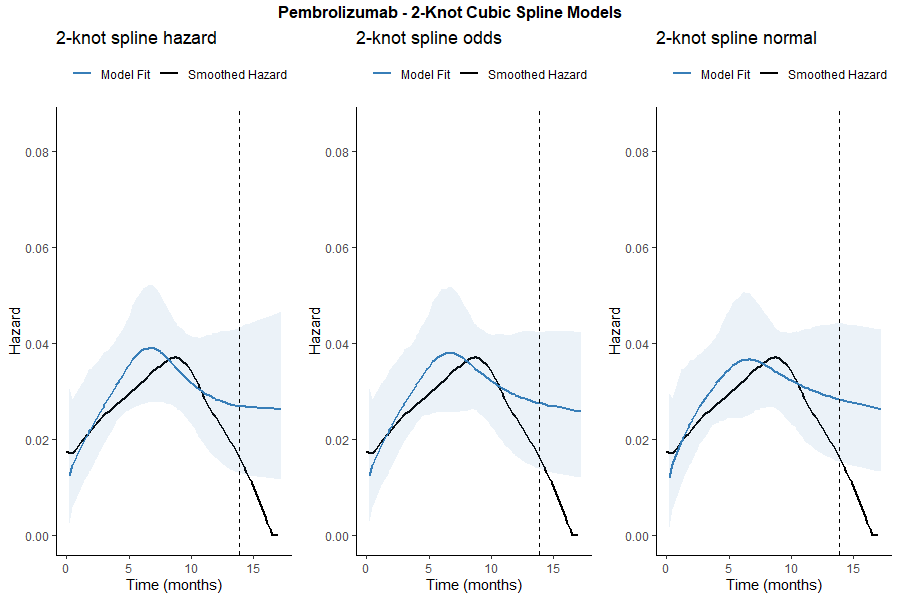 Pembrolizumab - 2-Knot Cubic Spline Models
2-knot spline hazard
Model Fit Smoothed Hazard
Hazard
0.08
0.06
0.04
0.02
0.00
0 5 10 15
Time (months)
2-knot spline odds
Model Fit Smoothed Hazard
Hazard
0.08
0.06
0.04
0.02
0.00
0 5 10 15
Time (months)
2-knot spline normal
Model Fit Smoothed Hazard
Hazard
0.08
0.06
0.04
0.02
0.00
0 5 10 15
Time (months)